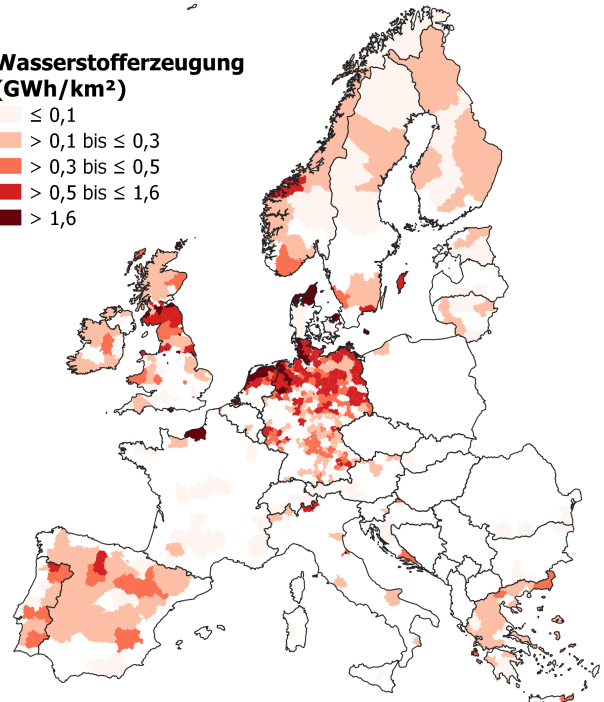 Wasserstofferzeugung
(GWh/km²)
≤ 0,1
> 0,1 bis ≤ 0,3
> 0,3 bis ≤ 0,5
> 0,5 bis ≤ 1,6
> 1,6